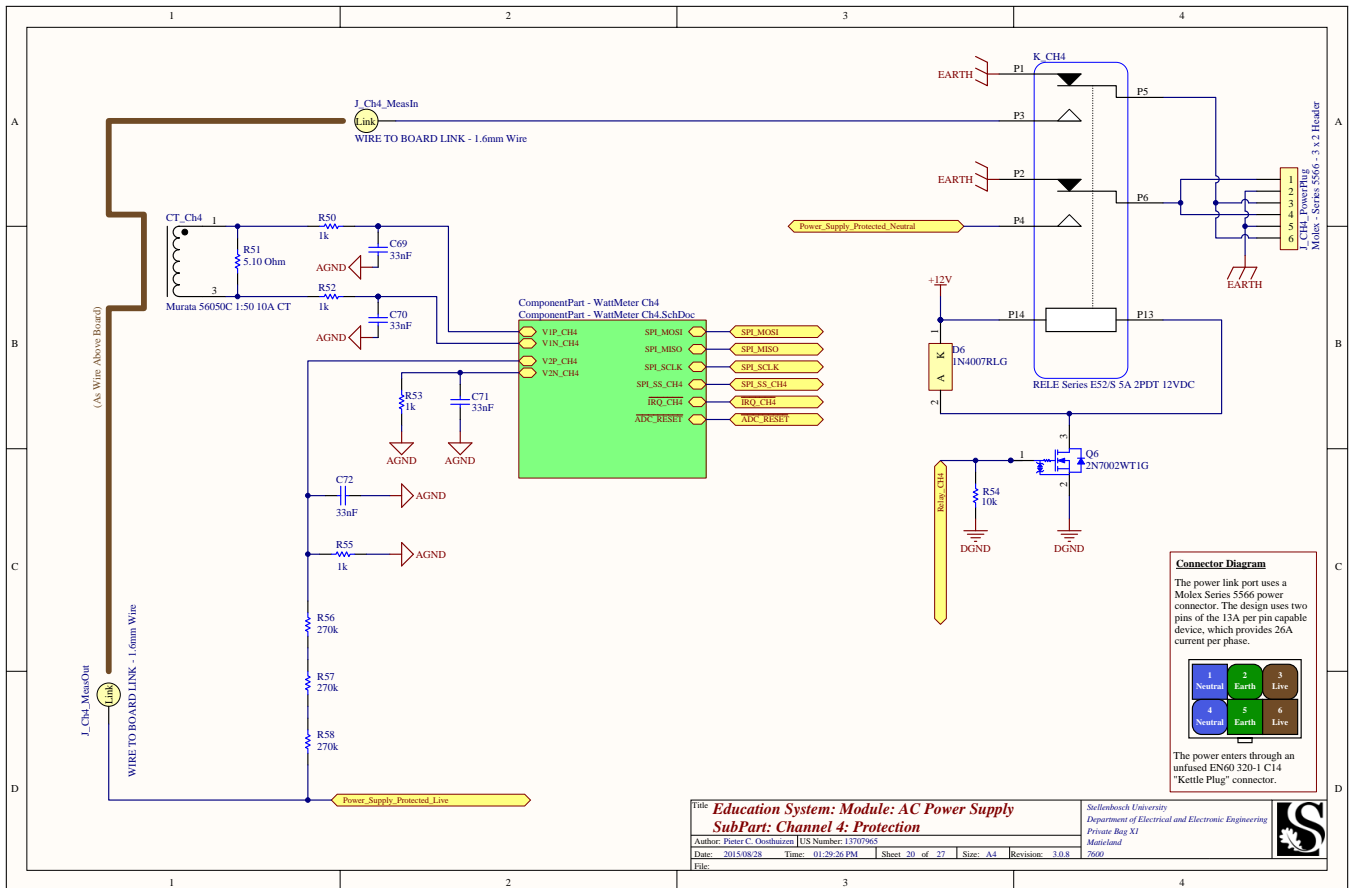 1 2 3 4
A
B
C
D
A
B
C
D
1 2 3 4
J_Ch4_MeasIn
Link
WIRE TO BOARD LINK - 1.6mm Wire
(As Wire Above Board)
CT_Ch4
1
3
Murata 56050C 1:50 10A CT
R51
5.10 Ohm
R50
1k
C69
33nF
AGND
R52
1k
C70
33nF
AGND
ComponentPart - WattMeter Ch4
ComponentPart - WattMeter Ch4.SchDoc
V1P_CH4
V1N_CH4
V2P_CH4
V2N_CH4
SPI_MOSI
SPI_MISO
SPI_SCLK
SPI_SS_CH4
IRQ_CH4
ADC_RESET
SPI_MOSI
SPI_MISO
SPI_SCLK
SPI_SS_CH4
IRQ_CH4
ADC_RESET
R53
1k
C71
33nF
AGND
AGND
C72
33nF
AGND
R55
1k
AGND
R56
270k
R57
270k
R58
270k
J_Ch4_MeasOut
Link
WIRE TO BOARD LINK - 1.6mm Wire
Power_Supply_Protected_Live
K_CH4
EARTH
P1
P3
P5
EARTH
P2
P4
P6
Power_Supply_Protected_Neutral
P14
P13
RELE Series E52/S 5A 2PDT 12VDC
1
2
3
4
5
6
J_CH4_PowerPlug
Molex - Series 5566 - 3 x 2 Header
EARTH
+12V
1
K
A
2
D6
1N4007RLG
3
1
2
Q6
2N7002WT1G
Relay_CH4
R54
10k
DGND
DGND
Connector Diagram
The power link port uses a
Molex Series 5566 power
connector. The design uses two
pins of the 13A per pin capable
device, which provides 26A
current per phase.
1 2 3
Neutral Earth Live
4 5 6
Neutral Earth Live
The power enters through an
unfused EN60 320-1 C14
"Kettle Plug" connector.
Title Education System: Module: AC Power Supply
SubPart: Channel 4: Protection
Author: Pieter C. Oosthuizen US Number: 13707965
Date: 2015/08/28 Time: 01:29:26 PM Sheet 20 of 27 Size: A4 Revision: 3.0.8
File:
Stellenbosch University
Department of Electrical and Electronic Engineering
Private Bag X1
Matieland
7600
S